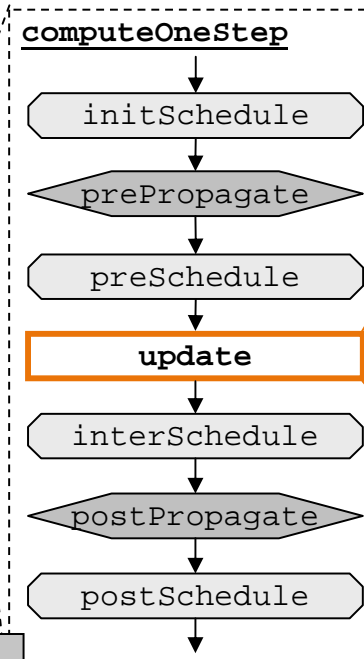 computeOneStep
initSchedule
prePropagate
preSchedule
update
interSchedule
postPropagate
postSchedule